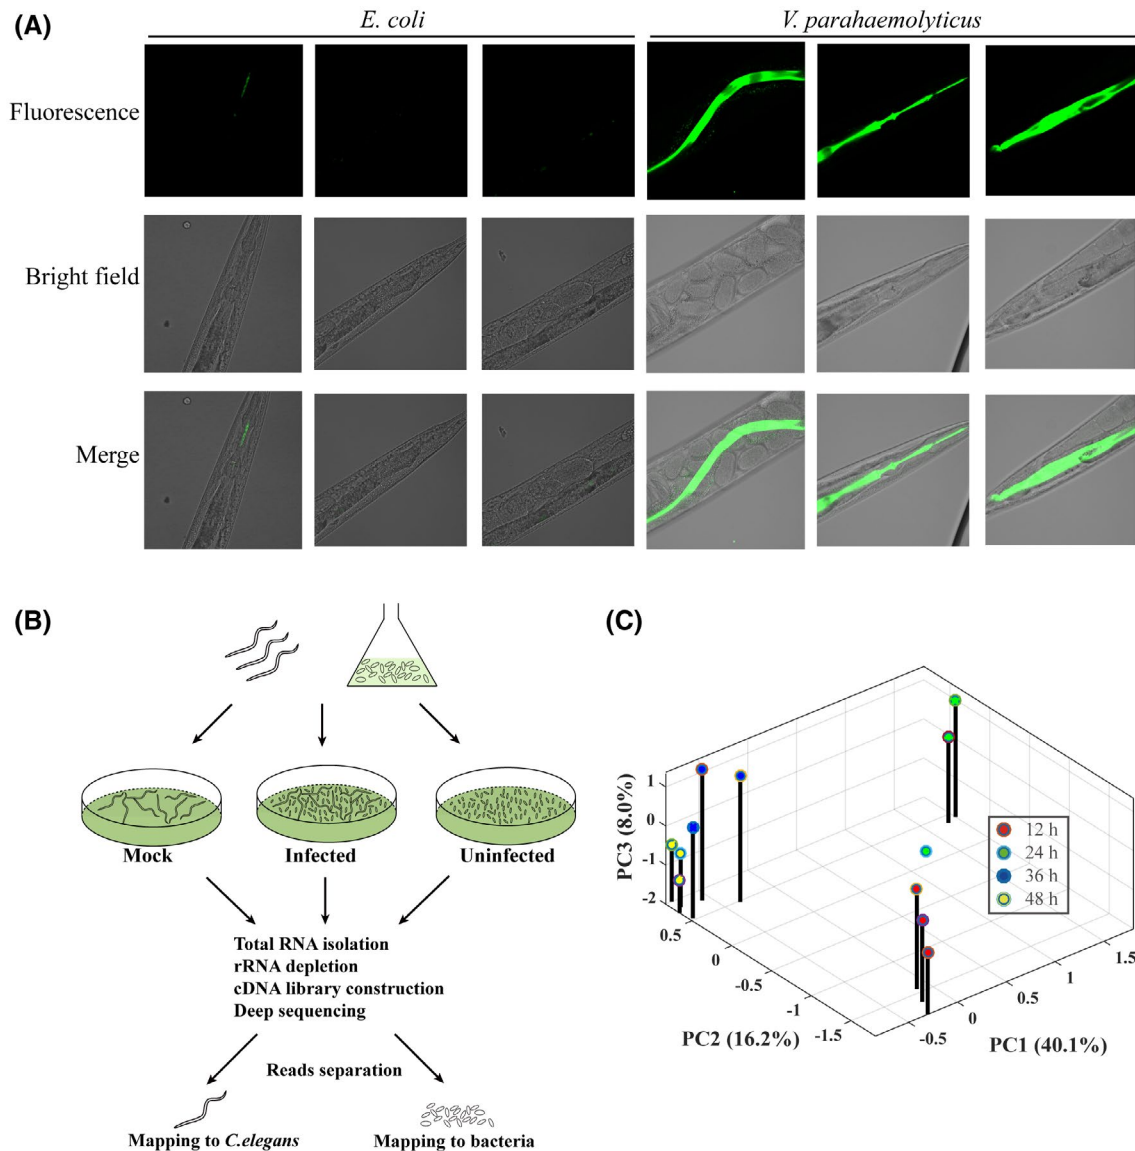 (A)
E. coli
V. parahaemolyticus
Fluorescence
Bright field
Merge
(B)
Mock
Infected
Uninfected
Total RNA isolation
rRNA depletion
cDNA library construction
Deep sequencing
Reads separation
Mapping to C.elegans
Mapping to bacteria
(C)
PC3 (8.0%)
1
0
-1
-2
0.5
0
-0.5
-1
-1.5
PC2 (16.2%)
-0.5
0
0.5
1
1.5
PC1 (40.1%)
12 h
24 h
36 h
48 h